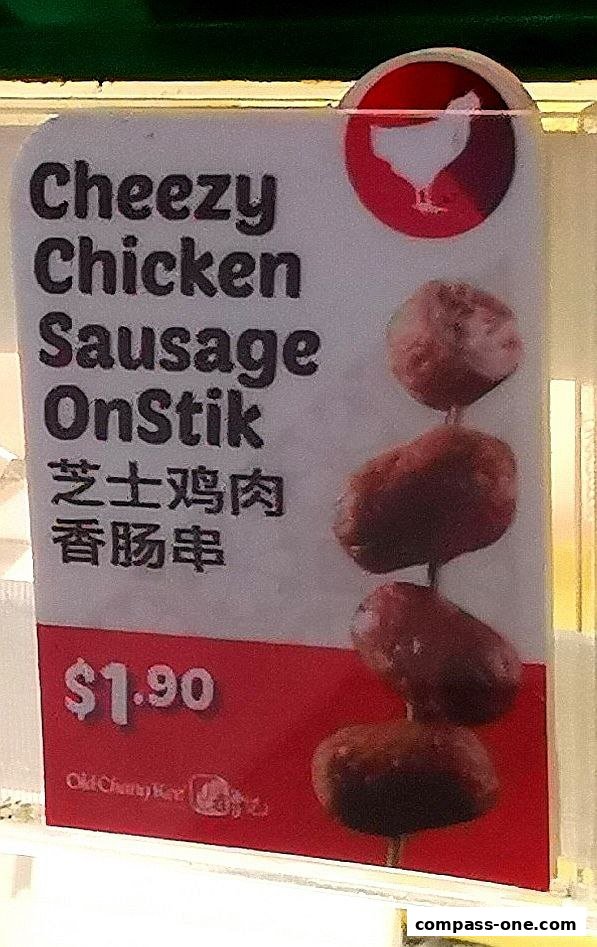 Cheezy
Chicken
Sausage
OnStik
芝士鸡肉
香肠串
$1.90
Old Chang Kee
compass-one.com